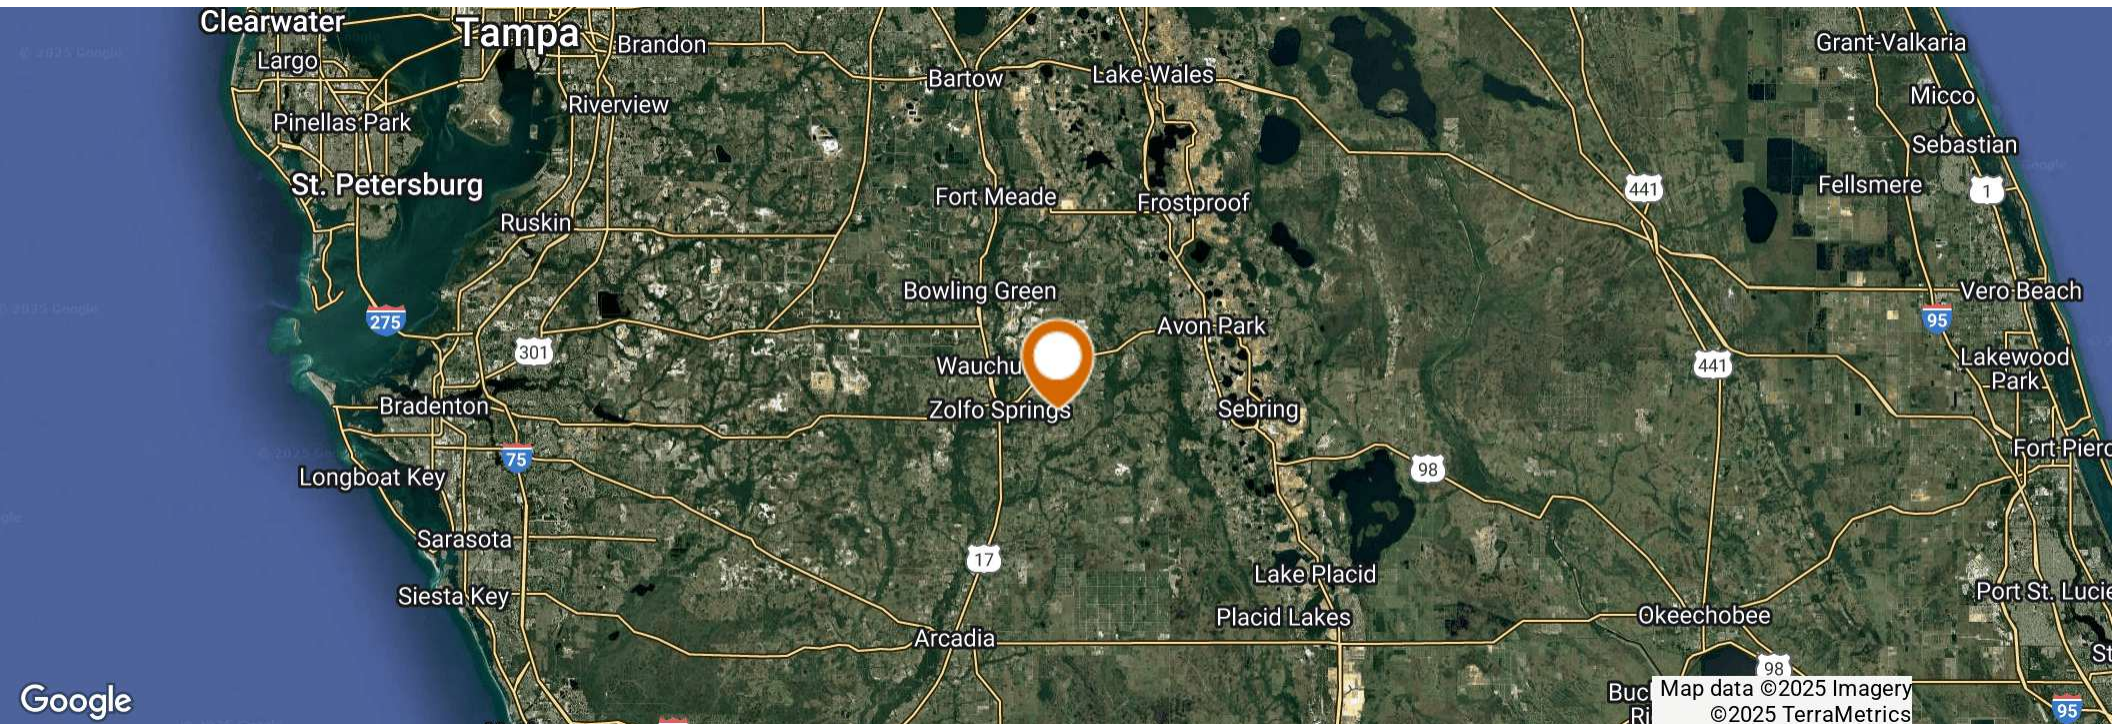 Clearwater
Tampa
Brandon
Grant-Valkaria
Largo
Bartow
Lake Wales
Micco
Riverview
Pinellas Park
Sebastian
St. Petersburg
Fort Meade
Frostproof
441
Fellsmere
1
Ruskin
Bowling Green
Vero Beach
275
Avon Park
95
301
Wauchu
441
Lakewood
Park
Bradenton
Zolfo Springs
Sebring
75
98
Fort Pierc
Longboat Key
Sarasota
17
Lake Placid
Siesta Key
Placid Lakes
Okeechobee
Port St. Lucie
Arcadia
St
98
Google
Buc
Ri
Map data ©2025 Imagery
©2025 TerraMetrics
95